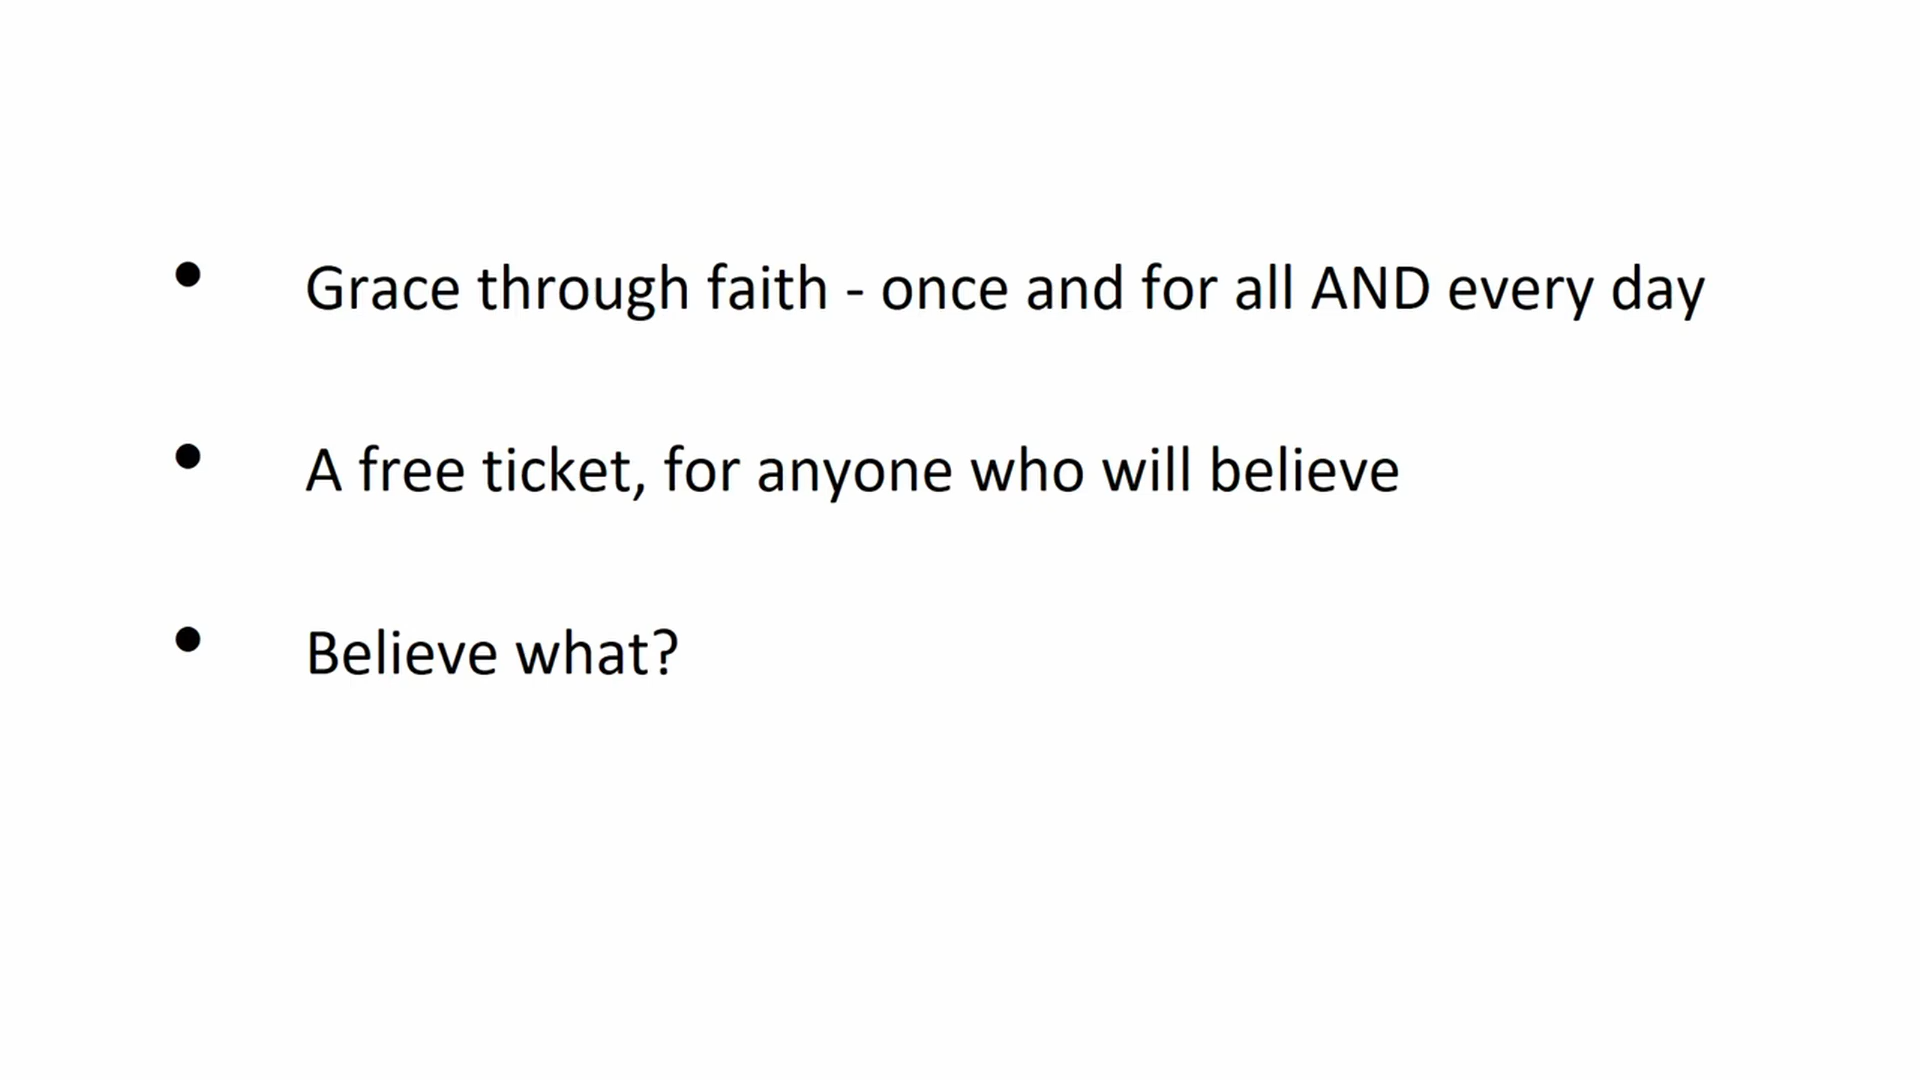 • Grace through faith - once and for all AND every day
• A free ticket, for anyone who will believe
• Believe what?